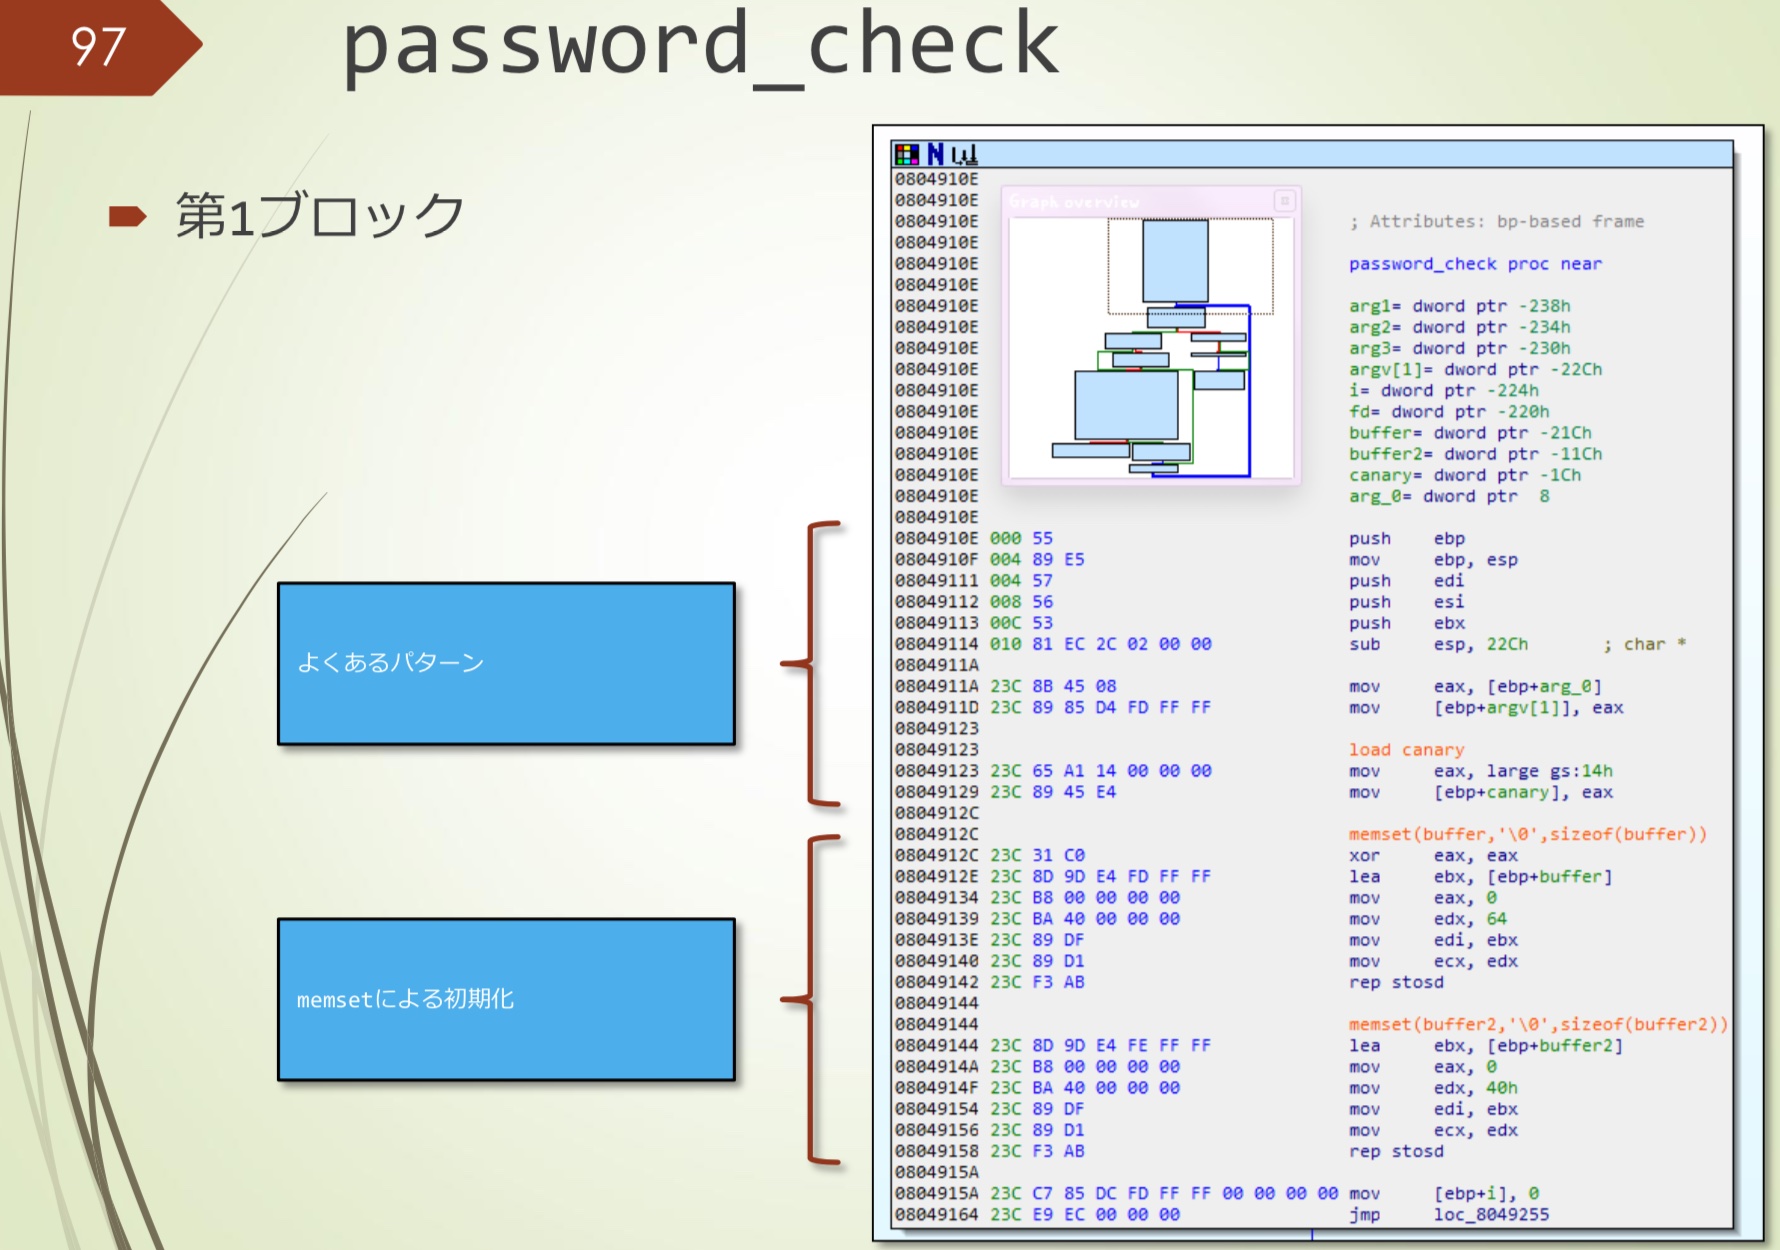 97
password_check
第1ブロック
よくあるパターン
memsetによる初期化
Graph overview
0804910E
0804910E
0804910E ; Attributes: bp-based frame
0804910E
0804910E password_check proc near
0804910E
0804910E arg1= dword ptr -238h
0804910E arg2= dword ptr -234h
0804910E arg3= dword ptr -230h
0804910E argv[1]= dword ptr -22Ch
0804910E i= dword ptr -224h
0804910E fd= dword ptr -220h
0804910E buffer= dword ptr -21Ch
0804910E buffer2= dword ptr -11Ch
0804910E canary= dword ptr -1Ch
0804910E arg_0= dword ptr  8
0804910E
0804910E 000 55 push ebp
0804910F 004 89 E5 mov ebp, esp
08049111 004 57 push edi
08049112 008 56 push esi
08049113 00C 53 push ebx
08049114 010 81 EC 2C 02 00 00 sub esp, 22Ch ; char *
0804911A
0804911A 23C 8B 45 08 mov eax, [ebp+arg_0]
0804911D 23C 89 85 D4 FD FF FF mov [ebp+argv[1]], eax
08049123
08049123 load canary
08049123 23C 65 A1 14 00 00 00 mov eax, large gs:14h
08049129 23C 89 45 E4 mov [ebp+canary], eax
0804912C
0804912C memset(buffer,'\0',sizeof(buffer))
0804912C 23C 31 C0 xor eax, eax
0804912E 23C 8D 9D E4 FD FF FF lea ebx, [ebp+buffer]
08049134 23C B8 00 00 00 00 mov eax, 0
08049139 23C BA 40 00 00 00 mov edx, 64
0804913E 23C 89 DF mov edi, ebx
08049140 23C 89 D1 mov ecx, edx
08049142 23C F3 AB rep stosd
08049144
08049144 memset(buffer2,'\0',sizeof(buffer2))
08049144 23C 8D 9D E4 FE FF FF lea ebx, [ebp+buffer2]
0804914A 23C B8 00 00 00 00 mov eax, 0
0804914F 23C BA 40 00 00 00 mov edx, 40h
08049154 23C 89 DF mov edi, ebx
08049156 23C 89 D1 mov ecx, edx
08049158 23C F3 AB rep stosd
0804915A
0804915A 23C C7 85 DC FD FF FF 00 00 00 00 mov [ebp+i], 0
08049164 23C E9 EC 00 00 00 jmp loc_8049255